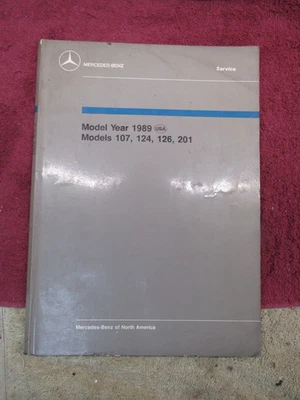 MERCEDES-BENZ
Service
Model Year 1989 USA
Models 107, 124, 126, 201
Mercedes-Benz of North America